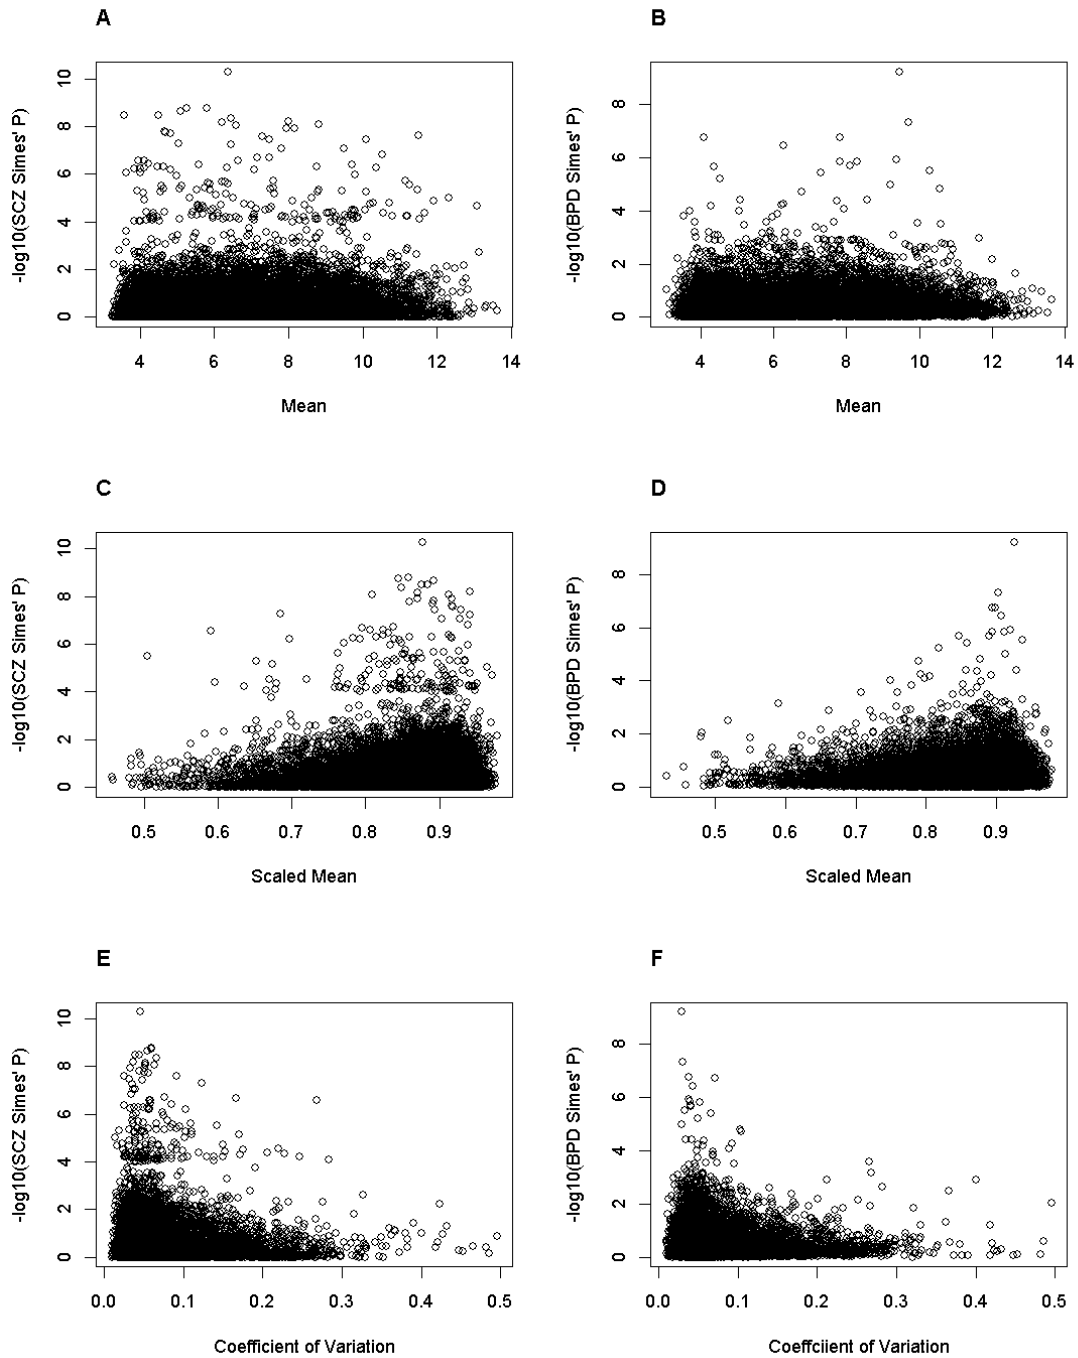 A
-log10(SCZ Simes' P)
0 2 4 6 8 10
4 6 8 10 12 14
Mean
B
-log10(BPD Simes' P)
0 2 4 6 8
4 6 8 10 12 14
Mean
C
-log10(SCZ Simes' P)
0 2 4 6 8 10
0.5 0.6 0.7 0.8 0.9
Scaled Mean
D
-log10(BPD Simes' P)
0 2 4 6 8
0.5 0.6 0.7 0.8 0.9
Scaled Mean
E
-log10(SCZ Simes' P)
0 2 4 6 8 10
0.0 0.1 0.2 0.3 0.4 0.5
Coefficient of Variation
F
-log10(BPD Simes' P)
0 2 4 6 8
0.0 0.1 0.2 0.3 0.4 0.5
Coeffciient of Variation